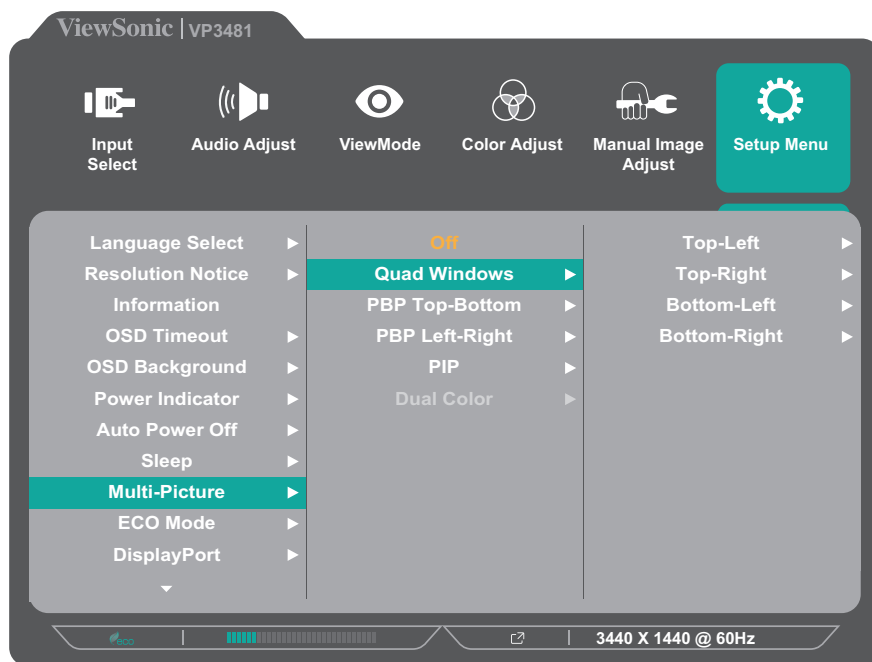 ViewSonic | VP3481
Input Select
Audio Adjust
ViewMode
Color Adjust
Manual Image Adjust
Setup Menu
Language Select
Resolution Notice
Information
OSD Timeout
OSD Background
Power Indicator
Auto Power Off
Sleep
Multi-Picture
ECO Mode
DisplayPort
Off
Quad Windows
PBP Top-Bottom
PBP Left-Right
PIP
Dual Color
Top-Left
Top-Right
Bottom-Left
Bottom-Right
eco
3440 X 1440 @ 60Hz